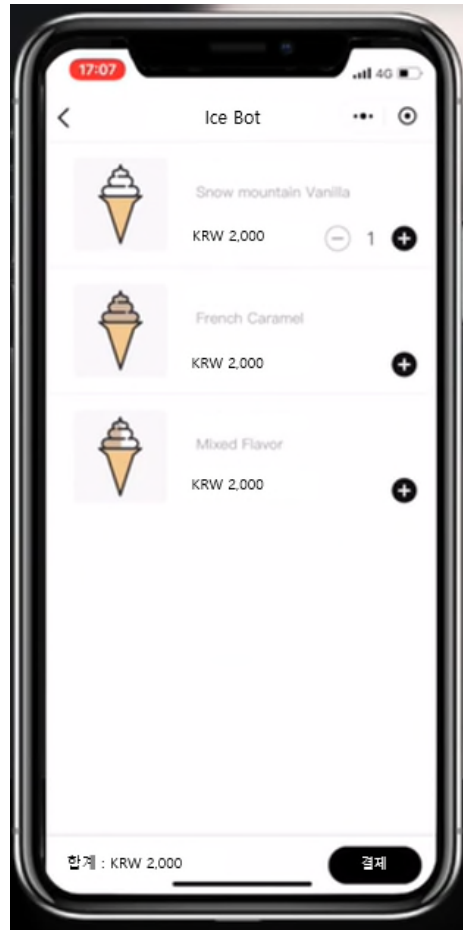 17:07
4G
Ice Bot
Snow mountain Vanilla
KRW 2,000
1
French Caramel
KRW 2,000
Mixed Flavor
KRW 2,000
합계 : KRW 2,000
결제